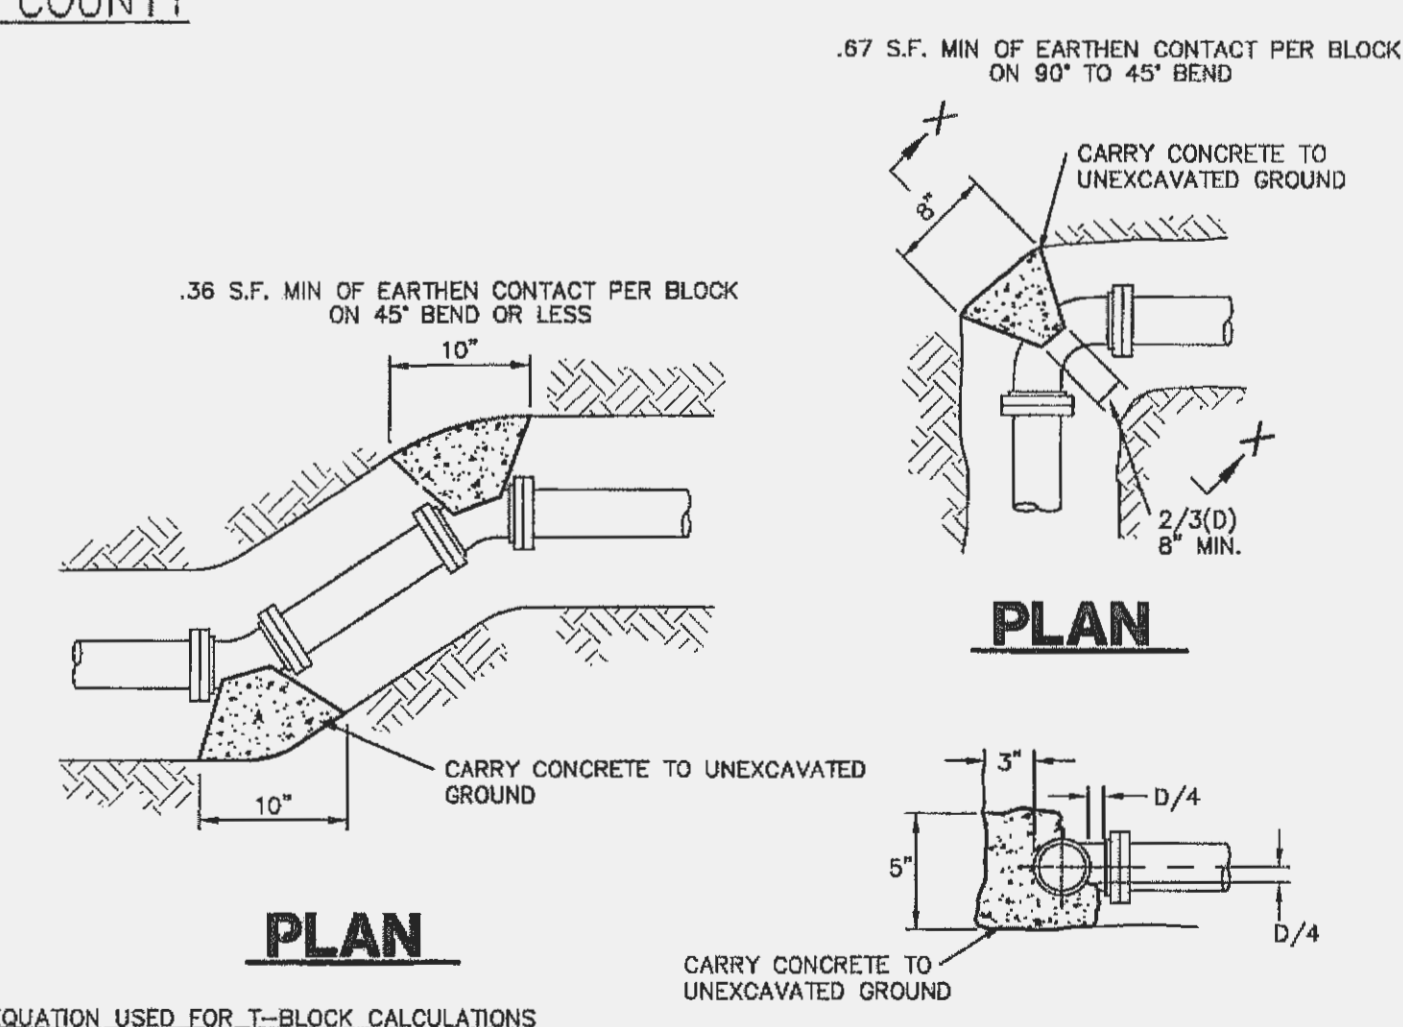 COUNTY
.67 S.F. MIN OF EARTHEN CONTACT PER BLOCK
ON 90° TO 45° BEND
X
CARRY CONCRETE TO
UNEXCAVATED GROUND
8"
.36 S.F. MIN OF EARTHEN CONTACT PER BLOCK
ON 45° BEND OR LESS
10"
X
2/3(D)
8" MIN.
PLAN
CARRY CONCRETE TO UNEXCAVATED
GROUND
10"
3"
D/4
5"
D/4
PLAN
CARRY CONCRETE TO
UNEXCAVATED GROUND
EQUATION USED FOR T-BLOCK CALCULATIONS